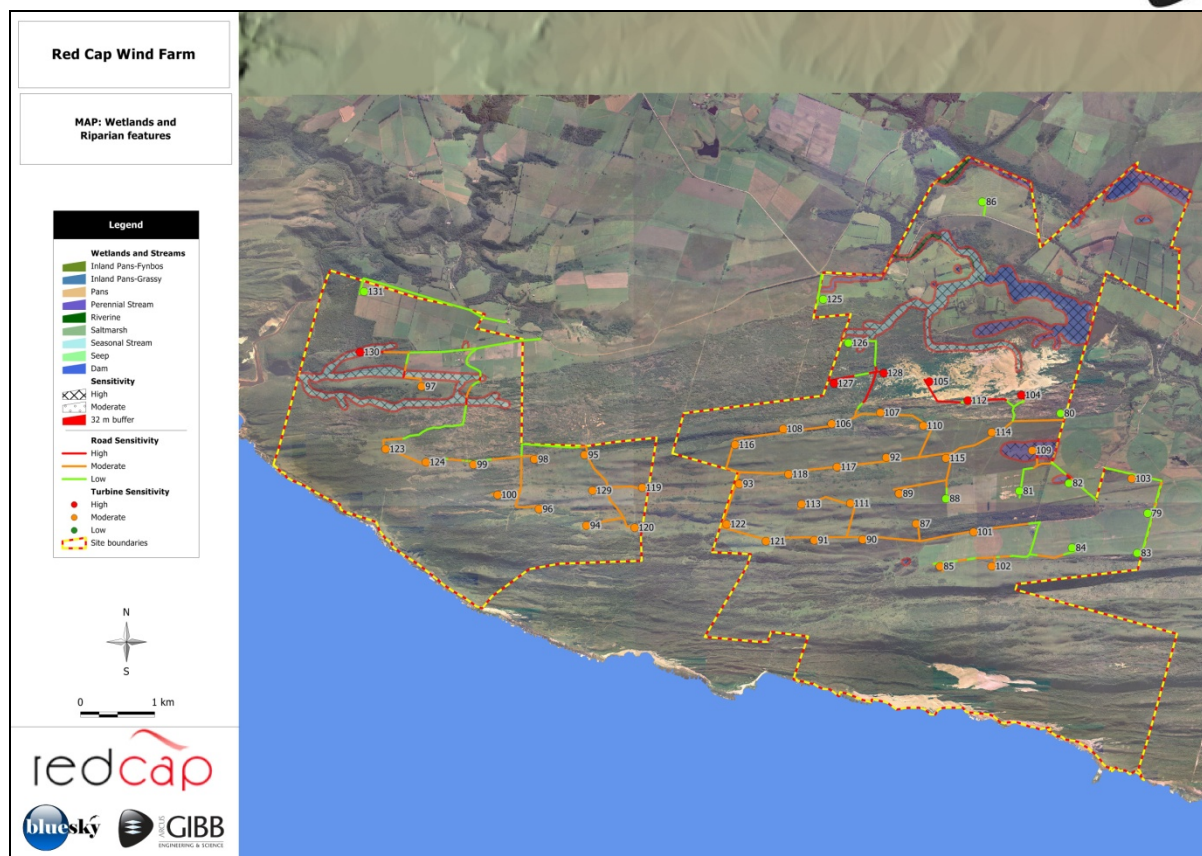 Red Cap Wind Farm
MAP: Wetlands and
Riparian features
Legend
Wetlands and Streams
Inland Pans-Fynbos
Inland Pans-Grassy
Pans
Perennial Stream
Riverine
Saltmarsh
Seasonal Stream
Seep
Dam
Sensitivity
High
Moderate
32 m buffer
Road Sensitivity
High
Moderate
Low
Turbine Sensitivity
High
Moderate
Low
Site boundaries
N
S
0 1 km
redcap
bluesky
ARCUS GIBB
ENGINEERING & SCIENCE
86
131
125
130
126
97
127
128
105
104
112
80
107
106
110
108
114
116
123
124
99
98
95
92
115
109
117
118
93
100
129
119
96
113
111
89
88
81
82
103
79
94
120
122
121
91
90
87
101
84
83
85
102